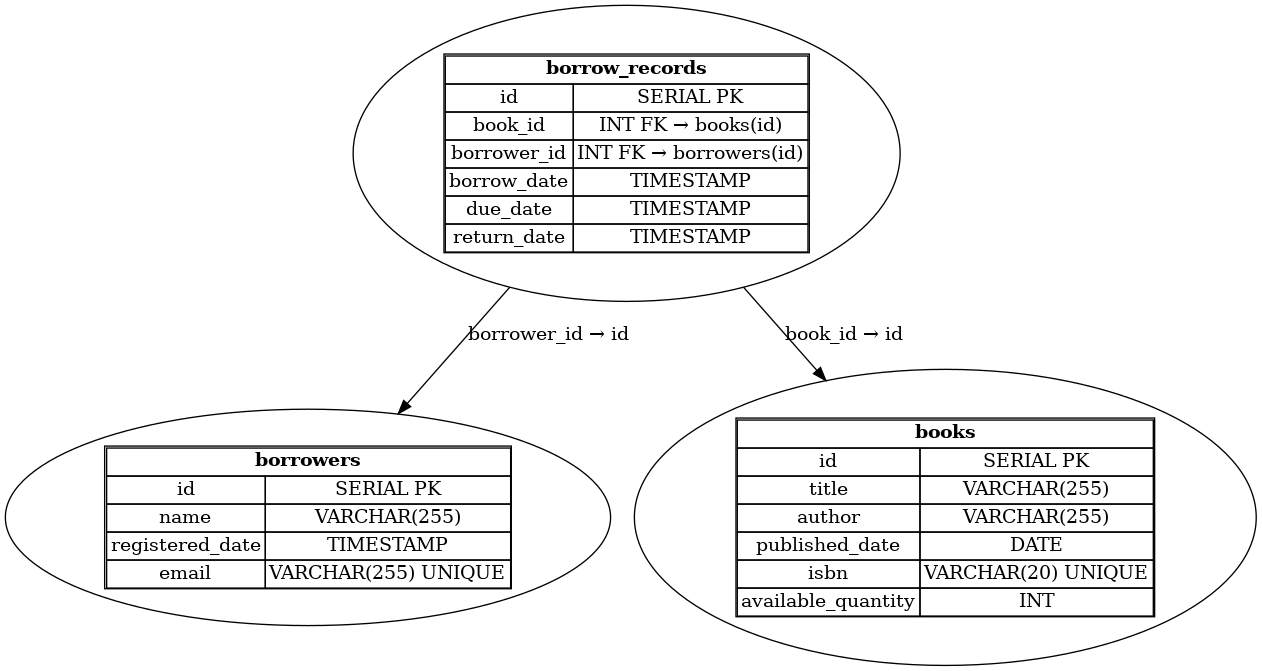 borrow_records
id SERIAL PK
book_id INT FK → books(id)
borrower_id INT FK → borrowers(id)
borrow_date TIMESTAMP
due_date TIMESTAMP
return_date TIMESTAMP
borrower_id → id
book_id → id
borrowers
id SERIAL PK
name VARCHAR(255)
registered_date TIMESTAMP
email VARCHAR(255) UNIQUE
books
id SERIAL PK
title VARCHAR(255)
author VARCHAR(255)
published_date DATE
isbn VARCHAR(20) UNIQUE
available_quantity INT